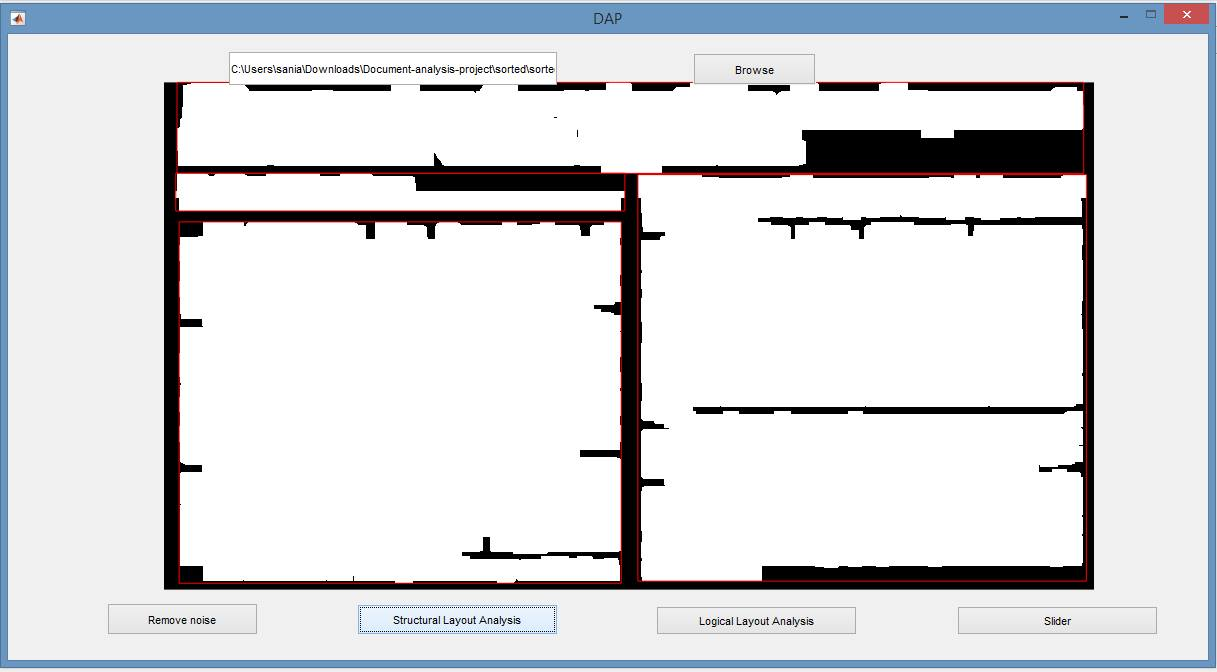 DAP
C:\Users\sania\Downloads\Document-analysis-project\sorted\sorte
Browse
Remove noise
Structural Layout Analysis
Logical Layout Analysis
Slider